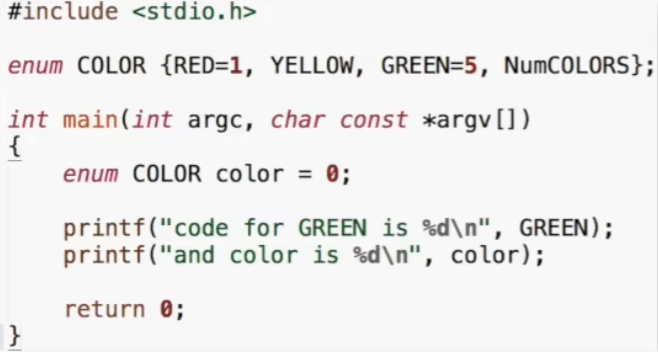 #include <stdio.h>
enum COLOR {RED=1, YELLOW, GREEN=5, NumCOLORS};
int main(int argc, char const *argv[])
{
enum COLOR color = 0;
printf("code for GREEN is %d\n", GREEN);
printf("and color is %d\n", color);
return 0;
}